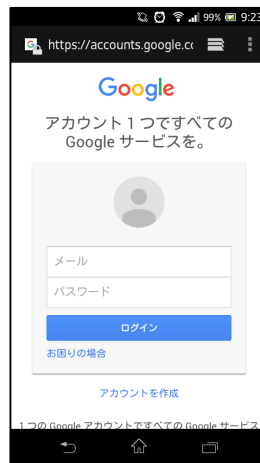 99% 9:23
https://accounts.google.co
Google
アカウント１つですべての
Google サービスを。
メール
パスワード
ログイン
お困りの場合
アカウントを作成
1 つの Google アカウントですべての Google サービス